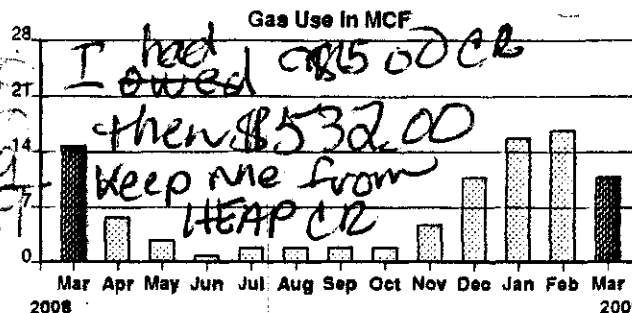 Gas Use in MCF
28
I had
owed a $15 00 CR
21
then $532.00
14
Keep me from
7
HEAP CR
0
Mar Apr May Jun Jul Aug Sep Oct Nov Dec Jan Feb Mar
2008 200